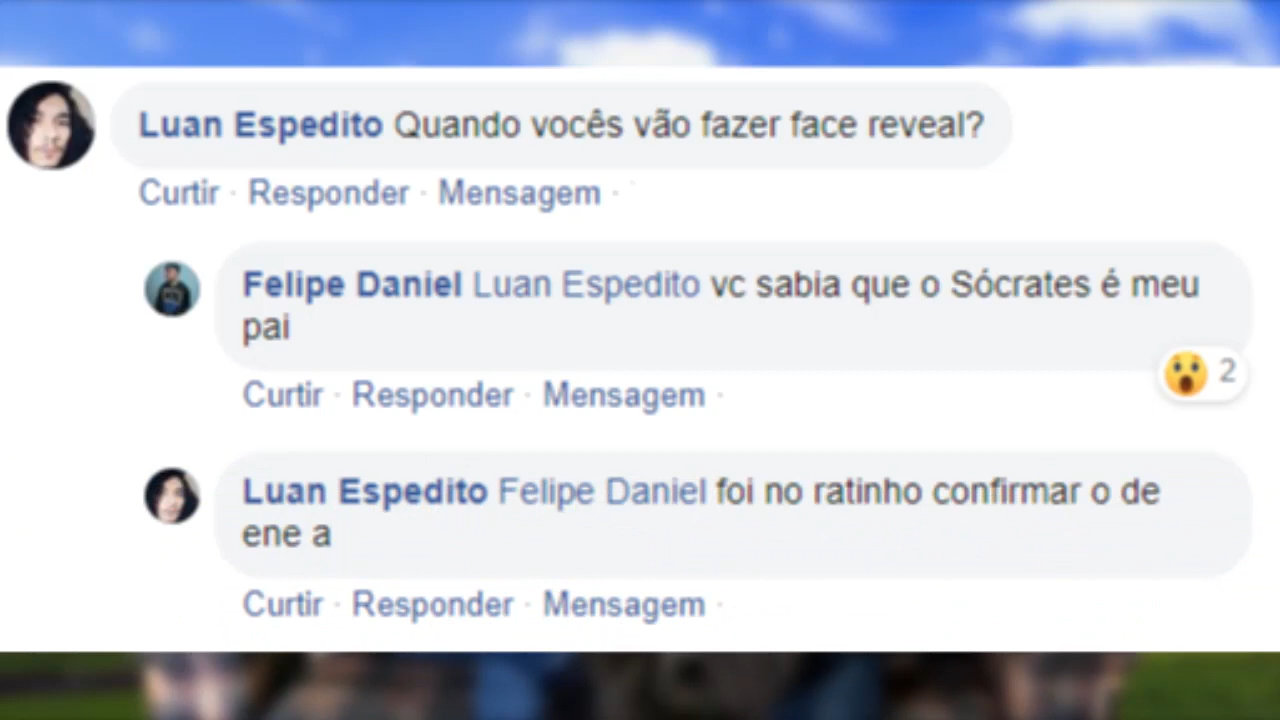 Luan Espedito Quando vocês vão fazer face reveal?
Curtir · Responder · Mensagem ·
Felipe Daniel Luan Espedito vc sabia que o Sócrates é meu
pai
2
Curtir · Responder · Mensagem ·
Luan Espedito Felipe Daniel foi no ratinho confirmar o de
ene a
Curtir · Responder · Mensagem ·